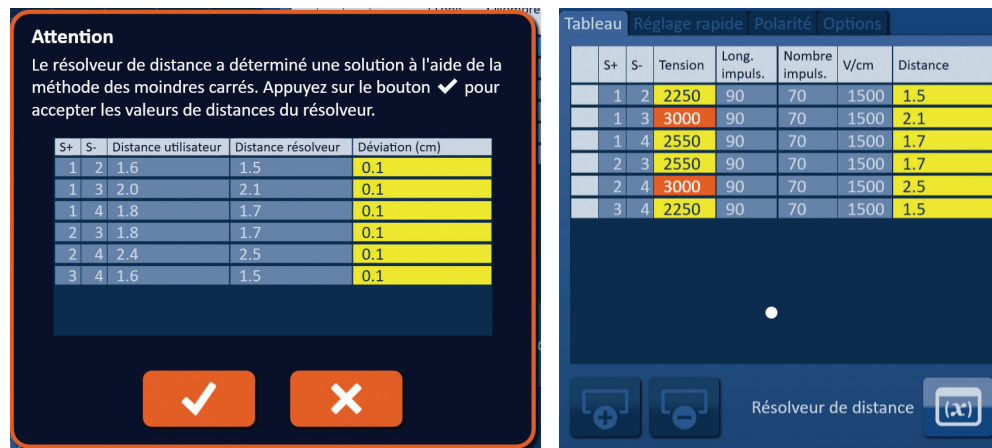 Attention
Le résolveur de distance a déterminé une solution à l'aide de la
méthode des moindres carrés. Appuyez sur le bouton ✔ pour
accepter les valeurs de distances du résolveur.
S+ S- Distance utilisateur Distance résolveur Déviation (cm)
1 2 1.6 1.5 0.1
1 3 2.0 2.1 0.1
1 4 1.8 1.7 0.1
2 3 1.8 1.7 0.1
2 4 2.4 2.5 0.1
3 4 1.6 1.5 0.1
Tableau Réglage rapide Polarité Options
S+ S- Tension Long. impuls. Nombre impuls. V/cm Distance
1 2 2250 90 70 1500 1.5
1 3 3000 90 70 1500 2.1
1 4 2550 90 70 1500 1.7
2 3 2550 90 70 1500 1.7
2 4 3000 90 70 1500 2.5
3 4 2250 90 70 1500 1.5
Résolveur de distance (x)